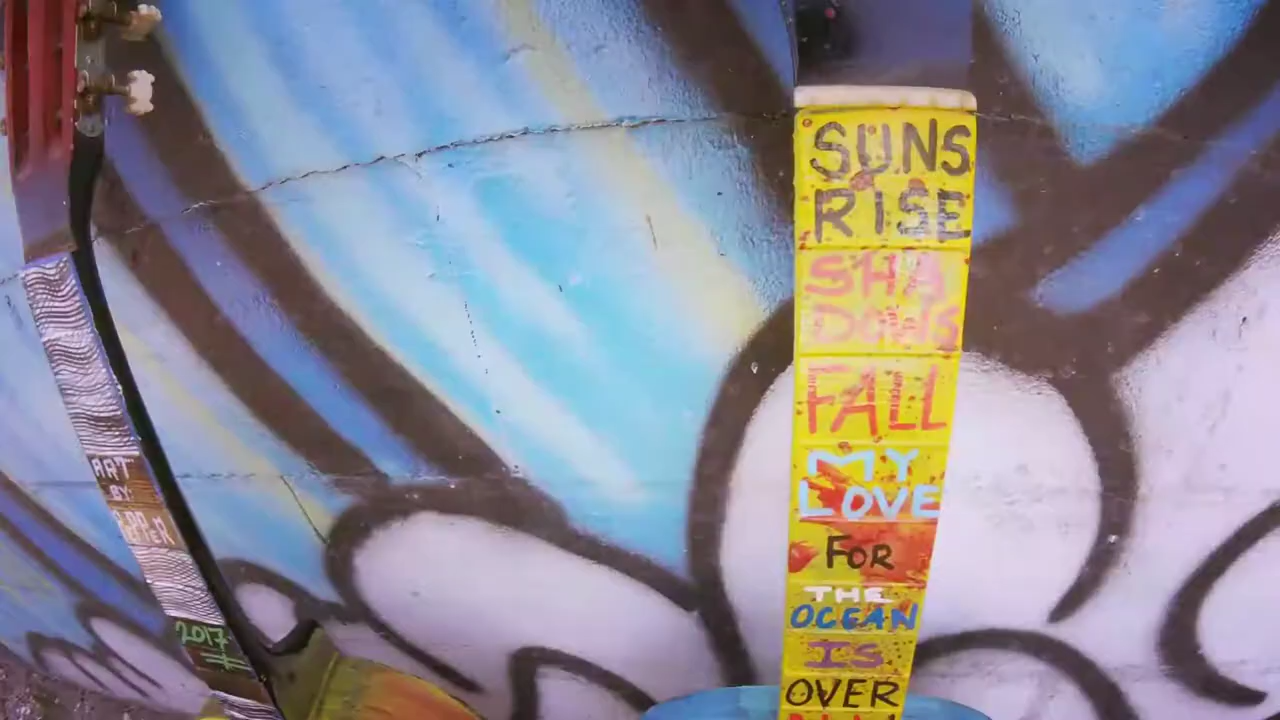 SUNS
RISE
SHA
DOWS
FALL
MY
LOVE
FOR
THE
OCEAN
IS
OVER
ART
BY
2017
#